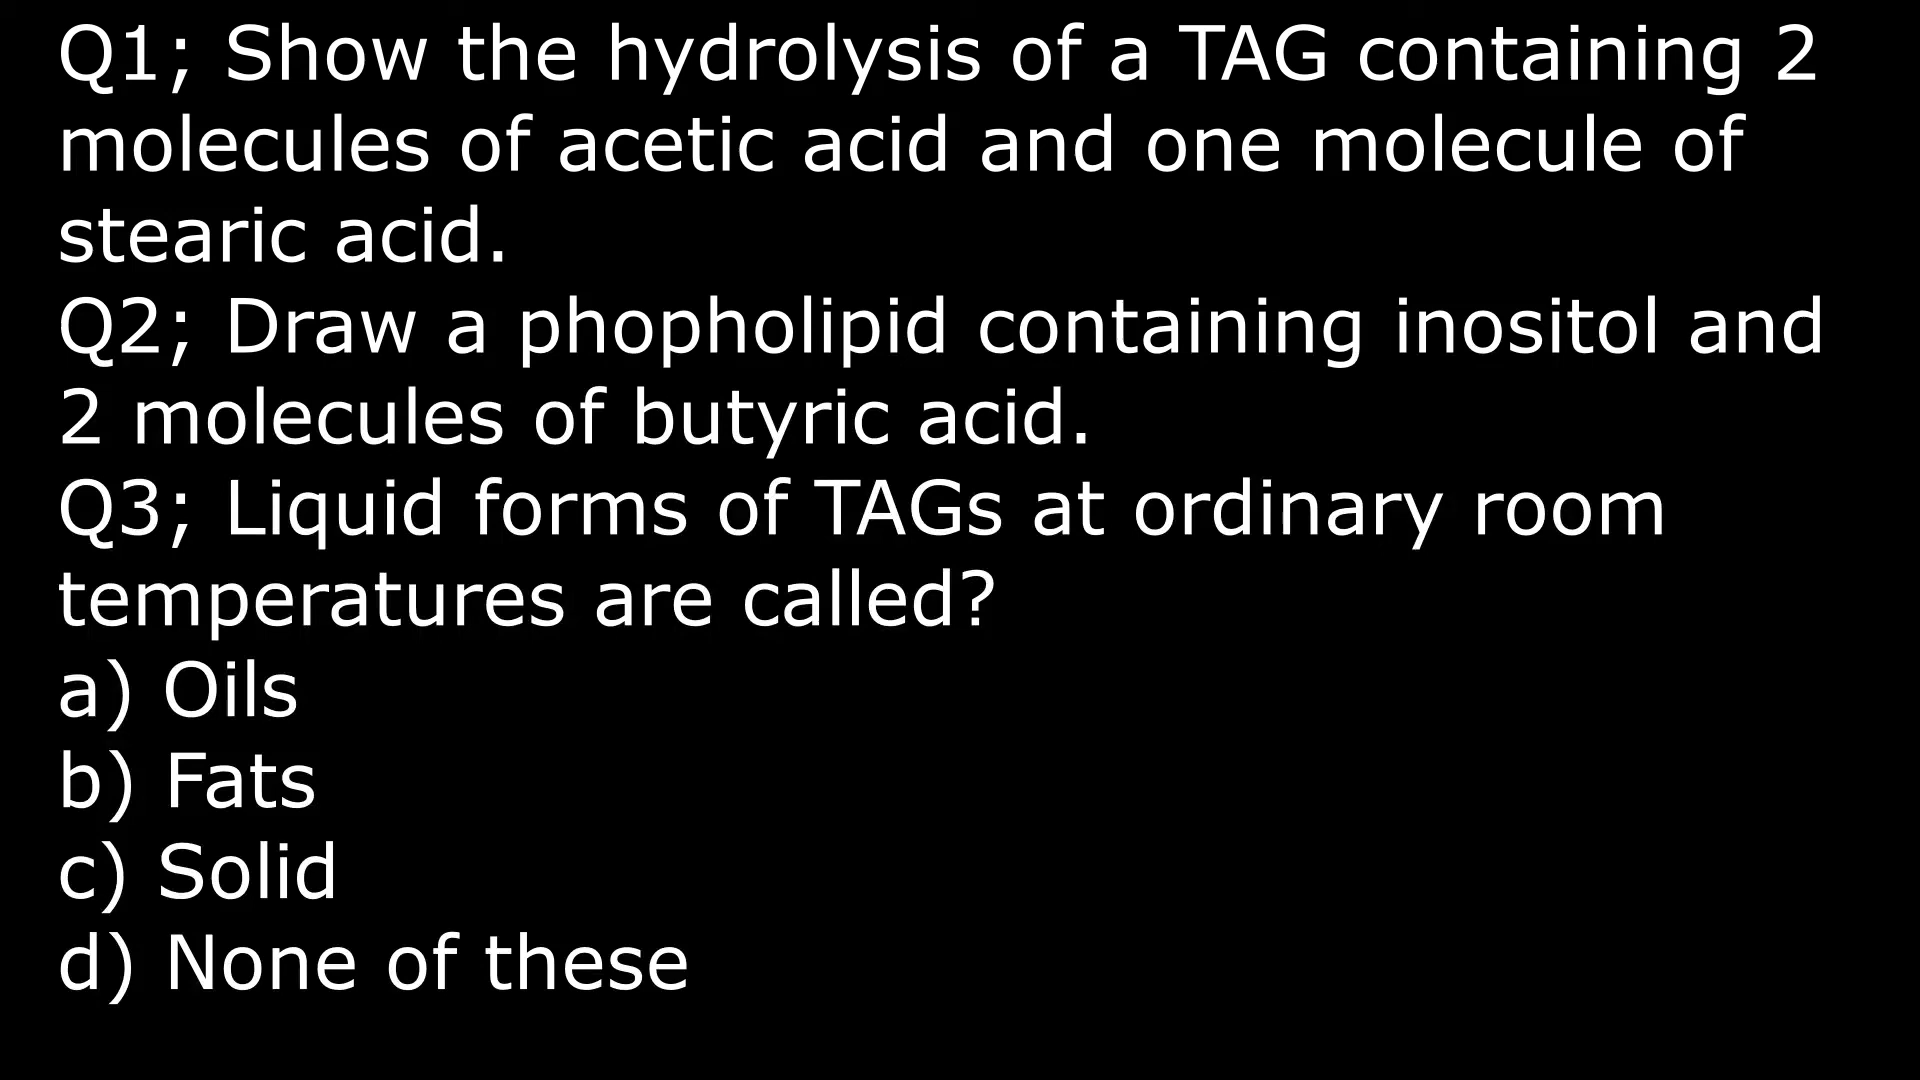 Q1; Show the hydrolysis of a TAG containing 2
molecules of acetic acid and one molecule of
stearic acid.
Q2; Draw a phopholipid containing inositol and
2 molecules of butyric acid.
Q3; Liquid forms of TAGs at ordinary room
temperatures are called?
a) Oils
b) Fats
c) Solid
d) None of these